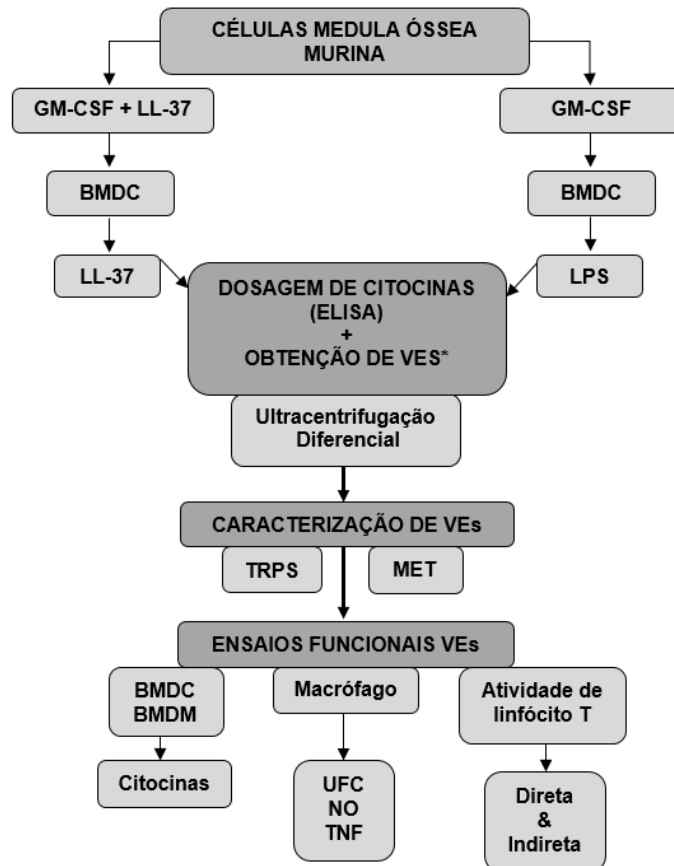 CÉLULAS MEDULA ÓSSEA
MURINA
GM-CSF + LL-37
GM-CSF
BMDC
BMDC
LL-37
LPS
DOSAGEM DE CITOCINAS
(ELISA)
+
OBTENÇÃO DE VES*
Ultracentrifugação
Diferencial
CARACTERIZAÇÃO DE VEs
TRPS
MET
ENSAIOS FUNCIONAIS VEs
BMDC
BMDM
Macrófago
Atividade de
linfócito T
Citocinas
UFC
NO
TNF
Direta
&
Indireta